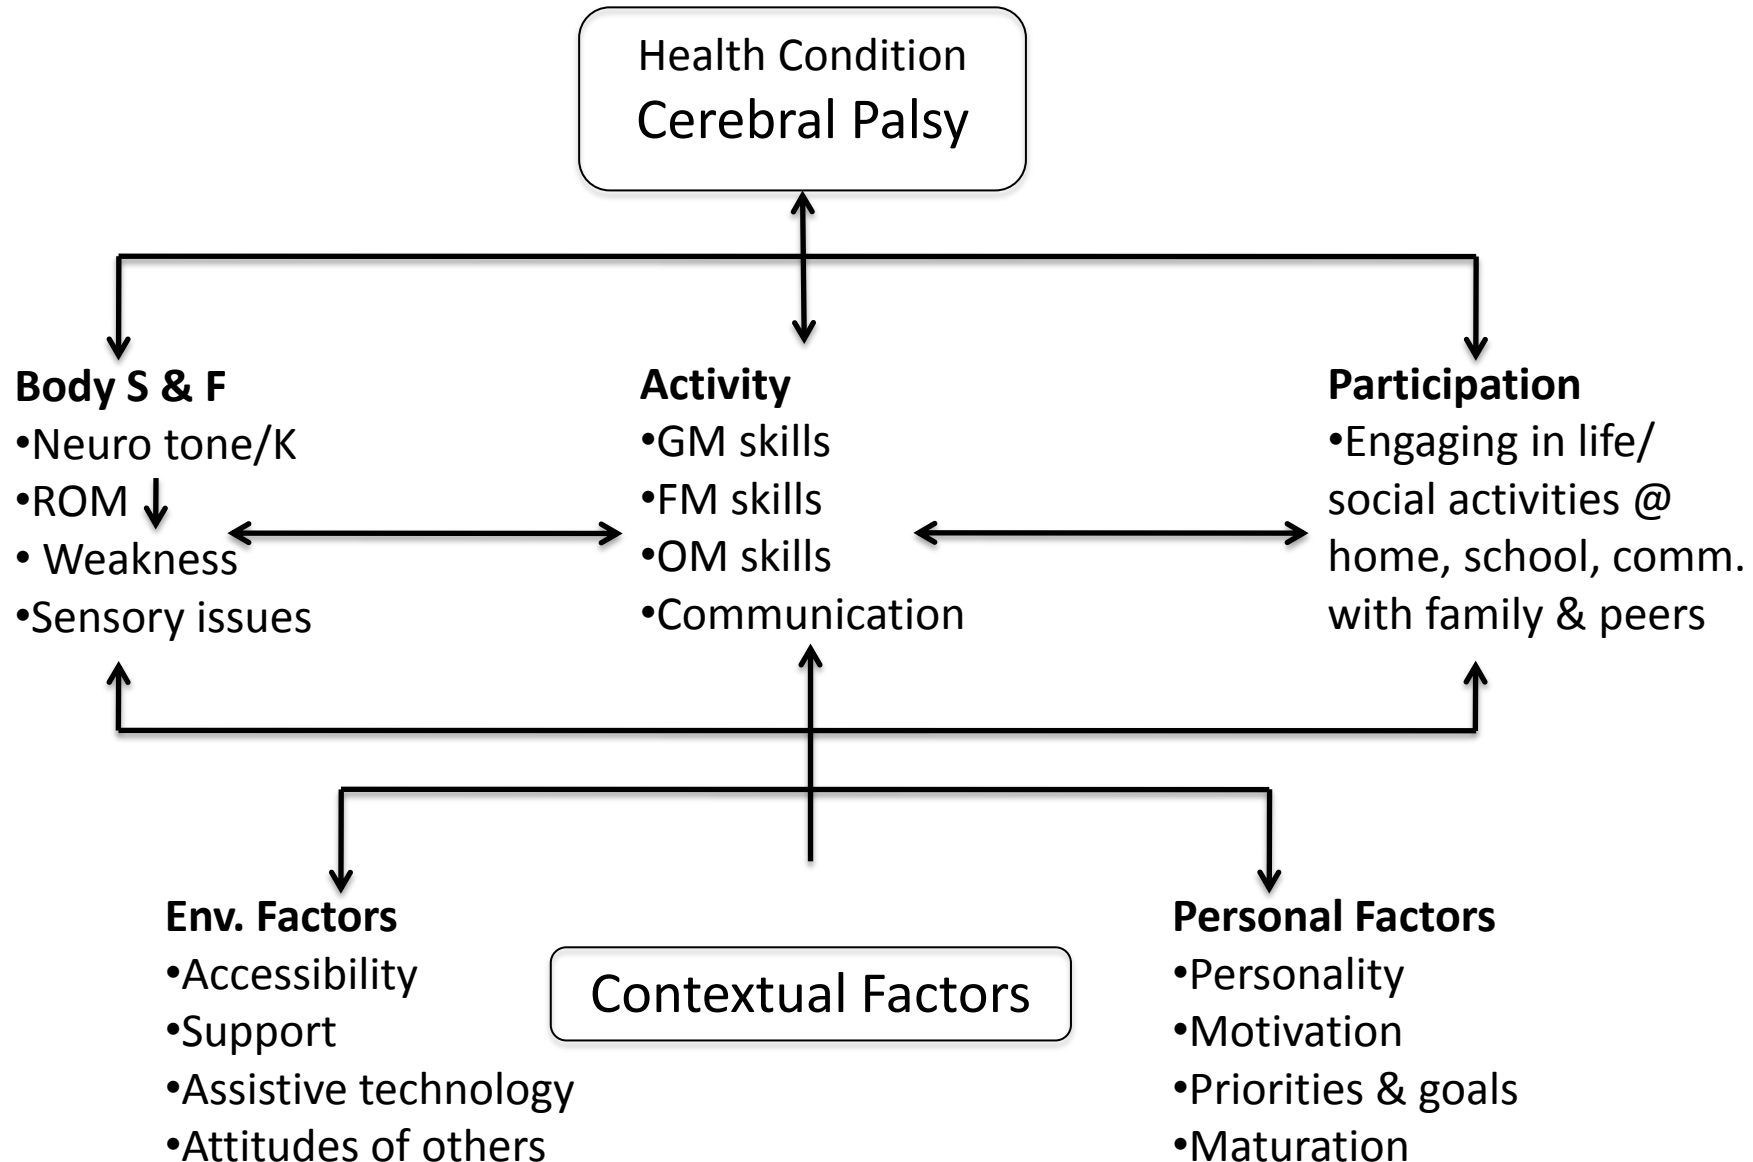 Health Condition
Cerebral Palsy
Body S & F
•Neuro tone/K
•ROM
• Weakness
•Sensory issues
Activity
•GM skills
•FM skills
•OM skills
•Communication
Participation
•Engaging in life/
social activities @
home, school, comm.
with family & peers
Env. Factors
•Accessibility
•Support
•Assistive technology
•Attitudes of others
Contextual Factors
Personal Factors
•Personality
•Motivation
•Priorities & goals
•Maturation